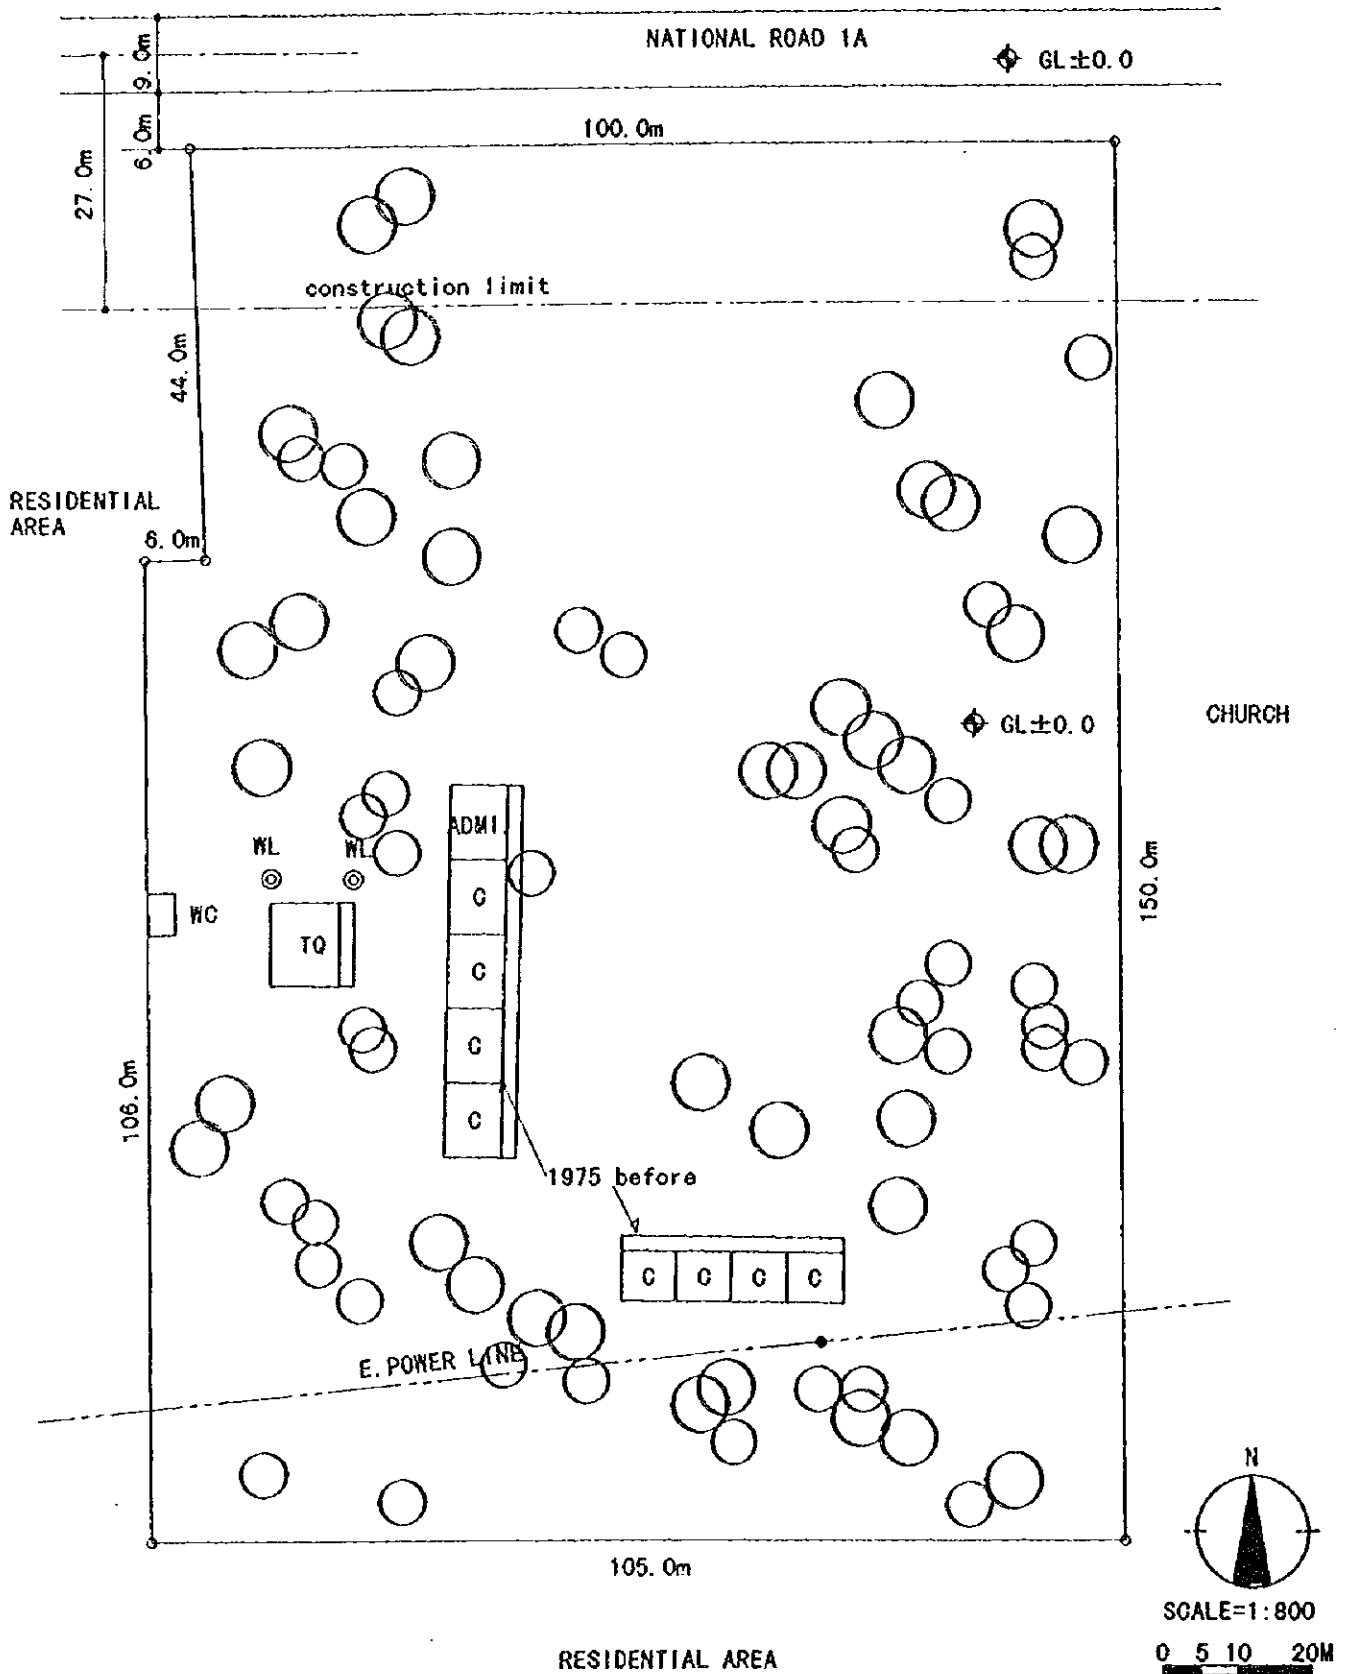 NATIONAL ROAD 1A
GL±0.0
9.0m
6.0m
27.0m
100.0m
construction limit
44.0m
RESIDENTIAL
AREA
6.0m
GL±0.0
CHURCH
ADMI.
WL
WL
C
WC
TQ
150.0m
C
C
106.0m
C
1975 before
C
C
C
C
E. POWER LINE
N
105.0m
SCALE=1:800
RESIDENTIAL AREA
0 5 10 20M